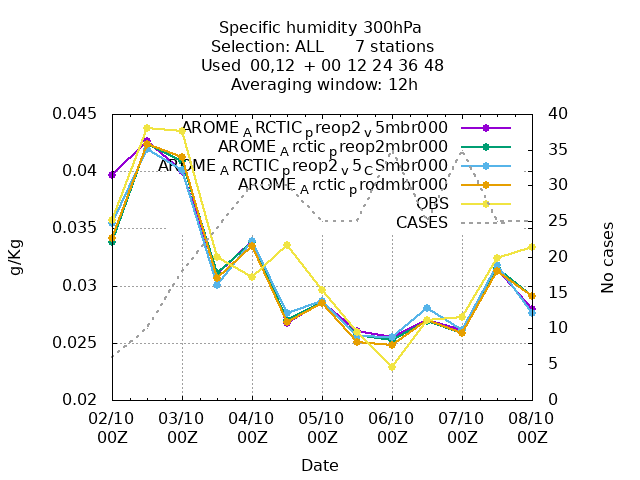 Specific humidity 300hPa
Selection: ALL 7 stations
Used 00,12 + 00 12 24 36 48
Averaging window: 12h
0.045
0.04
0.035
0.03
0.025
0.02
g/Kg
40
35
30
25
20
15
10
5
0
No cases
AROME_ARCTIC_preop2_v5mbr000
AROME_Arctic_preop2mbr000
AROME_ARCTIC_preop2_v5_cSmbr000
AROME_Arctic_prodmbr000
OBS
CASES
02/10 03/10 04/10 05/10 06/10 07/10 08/10
00Z 00Z 00Z 00Z 00Z 00Z 00Z
Date